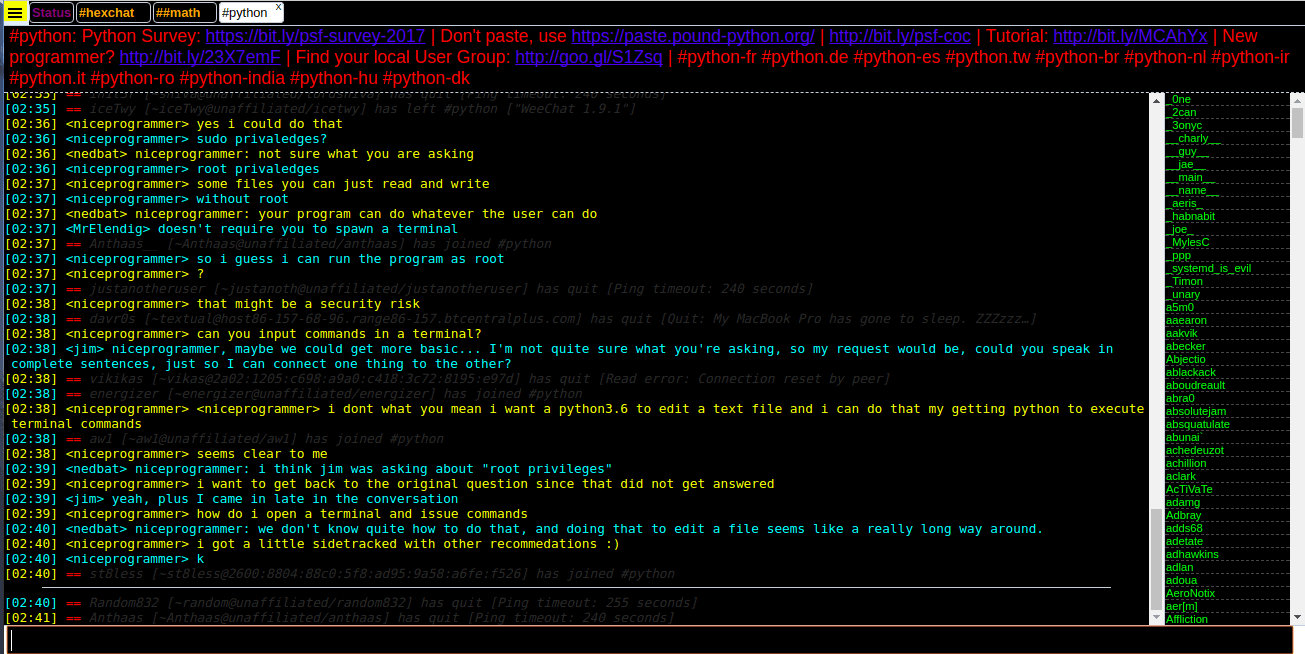 Status #hexchat ##math #python x
#python: Python Survey: https://bit.ly/psf-survey-2017 | Don't paste, use https://paste.pound-python.org/ | http://bit.ly/psf-coc | Tutorial: http://bit.ly/MCAhYx | New
programmer? http://bit.ly/23X7emF | Find your local User Group: http://goo.gl/S1Zsq | #python-fr #python.de #python-es #python.tw #python-br #python-nl #python-ir
#python.it #python-ro #python-india #python-hu #python-dk
[02:35] == has quit [Ping timeout: 248 seconds]
[02:35] == iceTwy [~iceTwy@unaffiliated/icetwy] has left #python ["WeeChat 1.9.1"]
[02:36] <niceprogrammer> yes i could do that
[02:36] <niceprogrammer> sudo privaledges?
[02:36] <nedbat> niceprogrammer: not sure what you are asking
[02:36] <niceprogrammer> root privaledges
[02:37] <niceprogrammer> some files you can just read and write
[02:37] <niceprogrammer> without root
[02:37] <nedbat> niceprogrammer: your program can do whatever the user can do
[02:37] <MrElendig> doesn't require you to spawn a terminal
[02:37] == Anthaas__ [~Anthaas@unaffiliated/anthaas] has joined #python
[02:37] <niceprogrammer> so i guess i can run the program as root
[02:37] <niceprogrammer> ?
[02:37] == justanotheruser [~justanoth@unaffiliated/justanotheruser] has quit [Ping timeout: 240 seconds]
[02:38] <niceprogrammer> that might be a security risk
[02:38] == davr0s [~textual@host86-157-68-96.range86-157.btcentralplus.com] has quit [Quit: My MacBook Pro has gone to sleep. ZZZzzz…]
[02:38] <niceprogrammer> can you input commands in a terminal?
[02:38] <jim> niceprogrammer, maybe we could get more basic... I'm not quite sure what you're asking, so my request would be, could you speak in
complete sentences, just so I can connect one thing to the other?
[02:38] == vikikas has quit [Read error: Connection reset by peer]
[02:38] == energizer [~energizer@unaffiliated/energizer] has joined #python
[02:38] <niceprogrammer> <niceprogrammer> i dont what you mean i want a python3.6 to edit a text file and i can do that my getting python to execute
terminal commands
[02:38] == aw1 [~aw1@unaffiliated/aw1] has joined #python
[02:38] <niceprogrammer> seems clear to me
[02:39] <nedbat> niceprogrammer: i think jim was asking about "root privileges"
[02:39] <niceprogrammer> i want to get back to the original question since that did not get answered
[02:39] <jim> yeah, plus I came in late in the conversation
[02:39] <niceprogrammer> how do i open a terminal and issue commands
[02:40] <nedbat> niceprogrammer: we don't know quite how to do that, and doing that to edit a file seems like a really long way around.
[02:40] <niceprogrammer> i got a little sidetracked with other recommedations :)
[02:40] <niceprogrammer> k
[02:40] == st8less [~st8less@2600:8804:88c0:5f8:ad95:9a58:a6fe:f526] has joined #python
[02:40] == Random832 [~random@unaffiliated/random832] has quit [Ping timeout: 255 seconds]
[02:41] == Anthaas [~Anthaas@unaffiliated/anthaas] has quit [Ping timeout: 240 seconds]
_0ne
_2can
_3onyc
__charly__
__guy__
__jae__
__main__
__name__
_aeris_
_habnabit
_joe_
_MylesC
_ppp
_systemd_is_evil
_Timon
_unary
a5m0
aaearon
aakvik
abecker
Abjectio
ablackack
aboudreault
abra0
absolutejam
absquatulate
abunai
achedeuzot
achillion
aclark
AcTiVaTe
adamg
Adbray
adds68
adetate
adhawkins
adlan
adoua
AeroNotix
aer[m]
Affliction